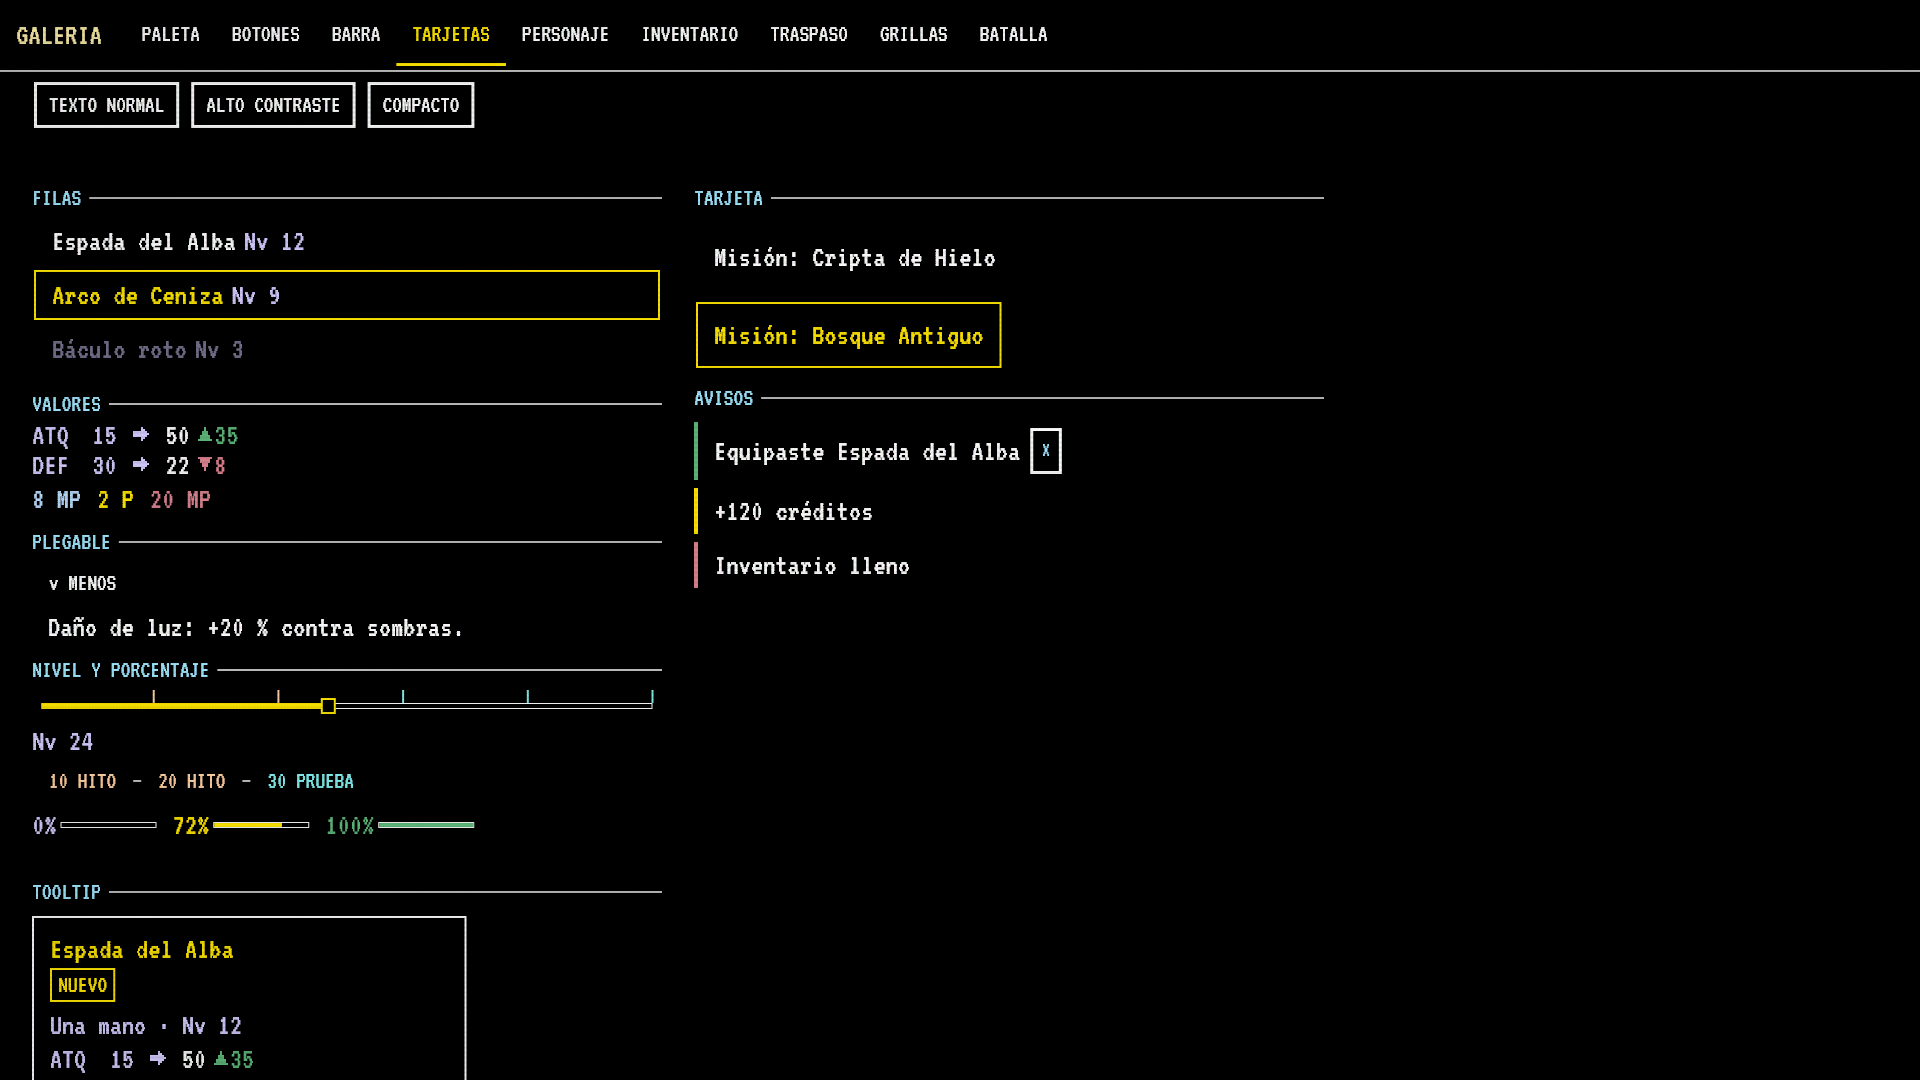 GALERIA PALETA BOTONES BARRA TARJETAS PERSONAJE INVENTARIO TRASPASO GRILLAS BATALLA
TEXTO NORMAL ALTO CONTRASTE COMPACTO
FILAS
Espada del Alba Nv 12
Arco de Ceniza Nv 9
Báculo roto Nv 3
VALORES
ATQ 15 → 50 ▲35
DEF 30 → 22 ▼8
8 MP 2 P 20 MP
PLEGABLE
v MENOS
Daño de luz: +20 % contra sombras.
NIVEL Y PORCENTAJE
Nv 24
10 HITO – 20 HITO – 30 PRUEBA
0% 72% 100%
TOOLTIP
Espada del Alba
NUEVO
Una mano · Nv 12
ATQ 15 → 50 ▲35
TARJETA
Misión: Cripta de Hielo
Misión: Bosque Antiguo
AVISOS
Equipaste Espada del Alba X
+120 créditos
Inventario lleno